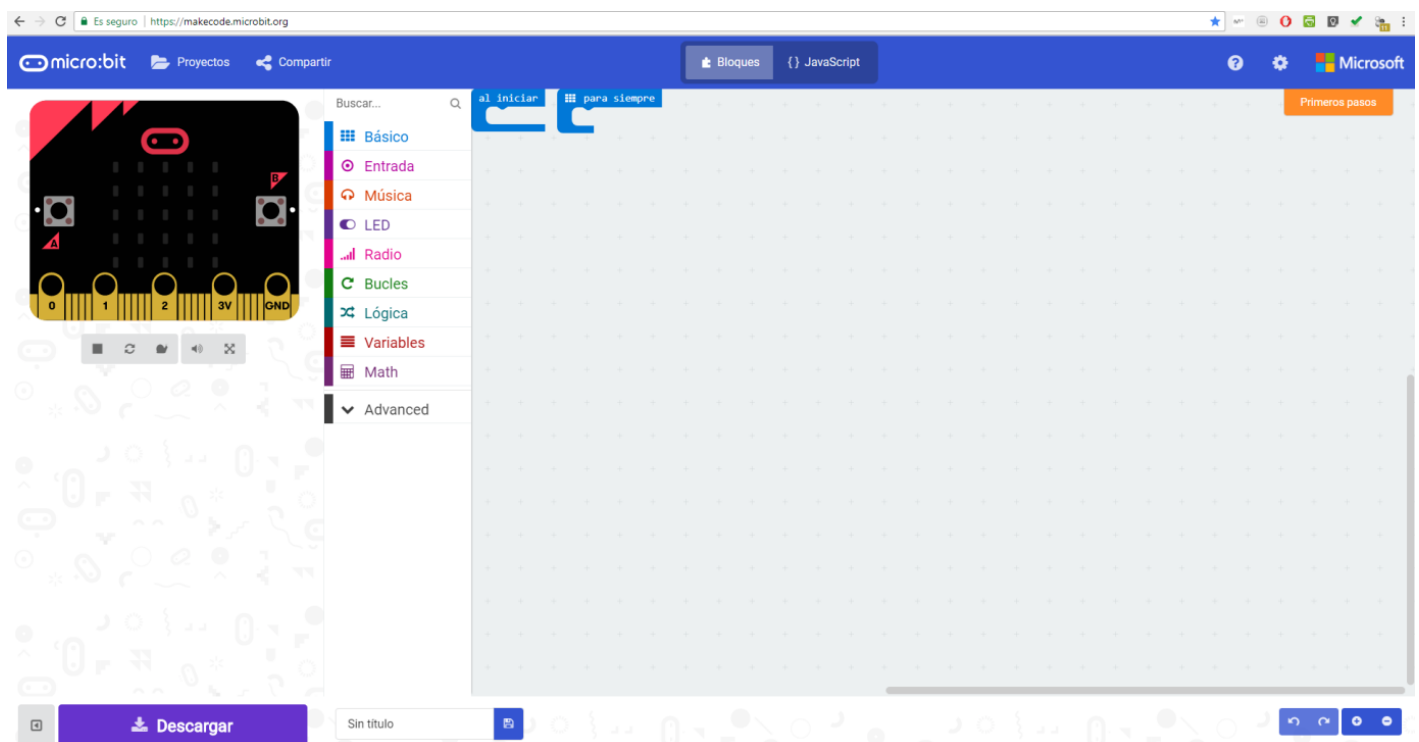 Es seguro | https://makecode.microbit.org
micro:bit Proyectos Compartir Bloques {} JavaScript ? Microsoft
Buscar...
al iniciar para siempre
Primeros pasos
Básico
Entrada
Música
LED
Radio
Bucles
Lógica
Variables
Math
Advanced
B
A
0 1 2 3V GND
Descargar
Sin título